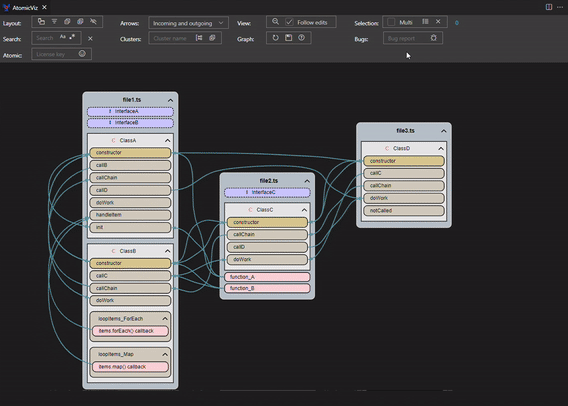 AtomicViz
Layout:
Arrows: Incoming and outgoing
View: Follow edits
Selection: Multi
0
Search: Search Aa
Clusters: Cluster name
Graph:
Bugs: Bug report
Atomic: License key
file1.ts
I InterfaceA
I InterfaceB
C ClassA
constructor
callB
callChain
callD
doWork
handleItem
init
C ClassB
constructor
callC
callChain
doWork
loopItems_ForEach
items.forEach() callback
loopItems_Map
items.map() callback
file2.ts
I InterfaceC
C ClassC
constructor
callChain
callD
doWork
function_A
function_B
file3.ts
C ClassD
constructor
callC
callChain
doWork
notCalled